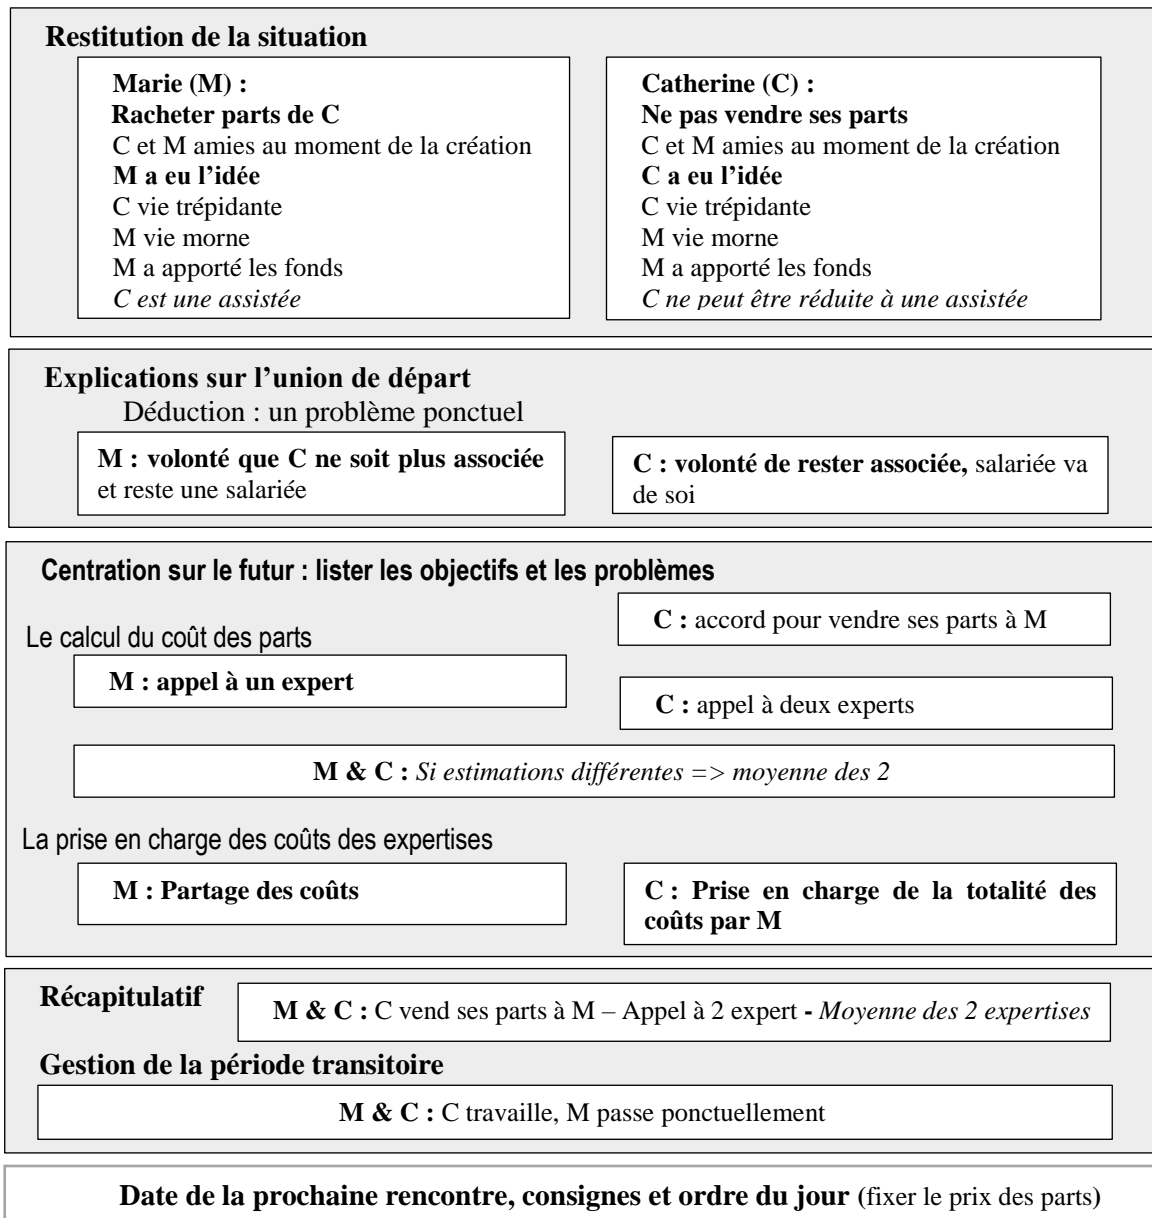 Restitution de la situation
Marie (M) :
Racheter parts de C
C et M amies au moment de la création
M a eu l'idée
C vie trépidante
M vie morne
M a apporté les fonds
C est une assistée
Catherine (C) :
Ne pas vendre ses parts
C et M amies au moment de la création
C a eu l'idée
C vie trépidante
M vie morne
M a apporté les fonds
C ne peut être réduite à une assistée
Explications sur l'union de départ
Déduction : un problème ponctuel
M : volonté que C ne soit plus associée
et reste une salariée
C : volonté de rester associée, salariée va
de soi
Centration sur le futur : lister les objectifs et les problèmes
C : accord pour vendre ses parts à M
Le calcul du coût des parts
M : appel à un expert
C : appel à deux experts
M & C : Si estimations différentes => moyenne des 2
La prise en charge des coûts des expertises
M : Partage des coûts
C : Prise en charge de la totalité des
coûts par M
Récapitulatif
M & C : C vend ses parts à M – Appel à 2 expert - Moyenne des 2 expertises
Gestion de la période transitoire
M & C : C travaille, M passe ponctuellement
Date de la prochaine rencontre, consignes et ordre du jour (fixer le prix des parts)